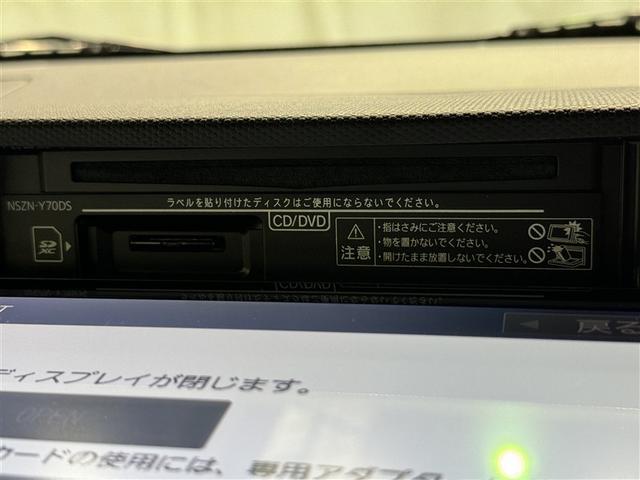 NSZN-Y70DS
ラベルを貼り付けたディスクはご使用にならないでください。
CD/DVD
SD
XC
注意
・指はさみにご注意ください。
・物を置かないでください。
・開けたまま放置しないでください。
戻る
ディスプレイが閉じます。
OPEN
カードの使用には、専用アダプタ